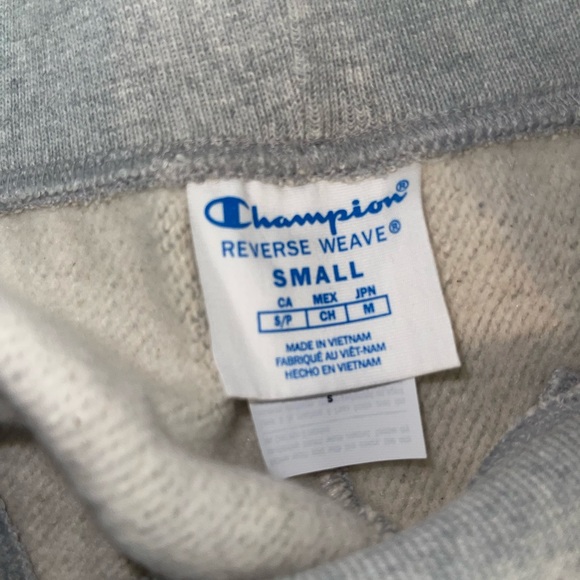 Champion®
REVERSE WEAVE®
SMALL
CA MEX JPN
S/P CH M
MADE IN VIETNAM
FABRIQUÉ AU VIÊT-NAM
HECHO EN VIETNAM
S